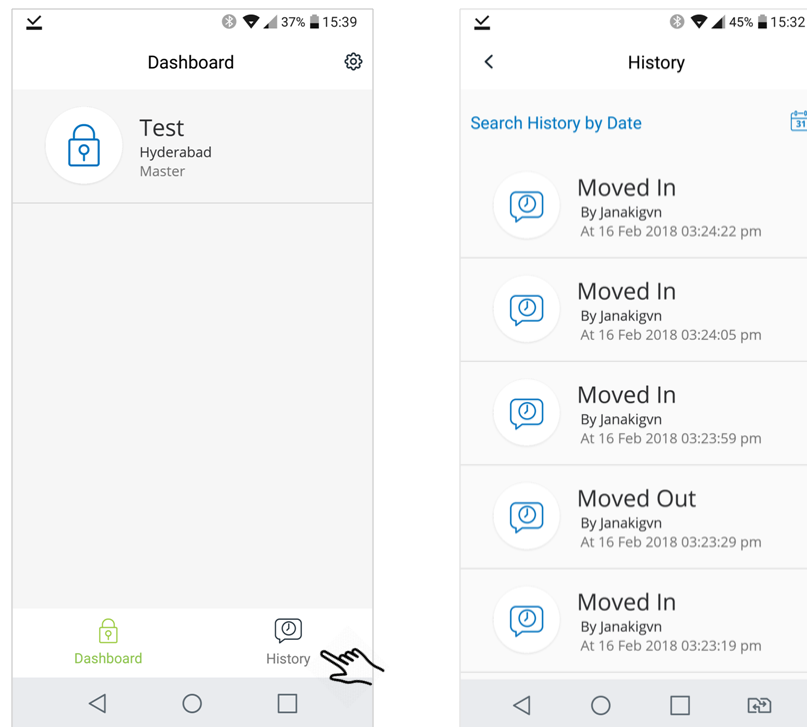 37% 15:39
Dashboard
Test
Hyderabad
Master
Dashboard
History
45% 15:32
History
Search History by Date
31
Moved In
By Janakigvn
At 16 Feb 2018 03:24:22 pm
Moved In
By Janakigvn
At 16 Feb 2018 03:24:05 pm
Moved In
By Janakigvn
At 16 Feb 2018 03:23:59 pm
Moved Out
By Janakigvn
At 16 Feb 2018 03:23:29 pm
Moved In
By Janakigvn
At 16 Feb 2018 03:23:19 pm